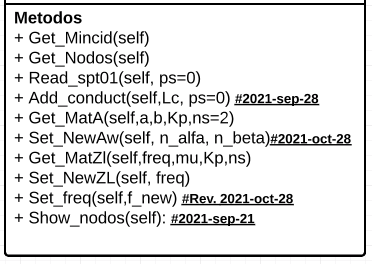 Metodos
+ Get_Mincid(self)
+ Get_Nodos(self)
+ Read_spt01(self, ps=0)
+ Add_conduct(self,Lc, ps=0) #2021-sep-28
+ Get_MatA(self,a,b,Kp,ns=2)
+ Set_NewAw(self, n_alfa, n_beta)#2021-oct-28
+ Get_MatZl(self,freq,mu,Kp,ns)
+ Set_NewZL(self, freq)
+ Set_freq(self,f_new) #Rev. 2021-oct-28
+ Show_nodos(self): #2021-sep-21